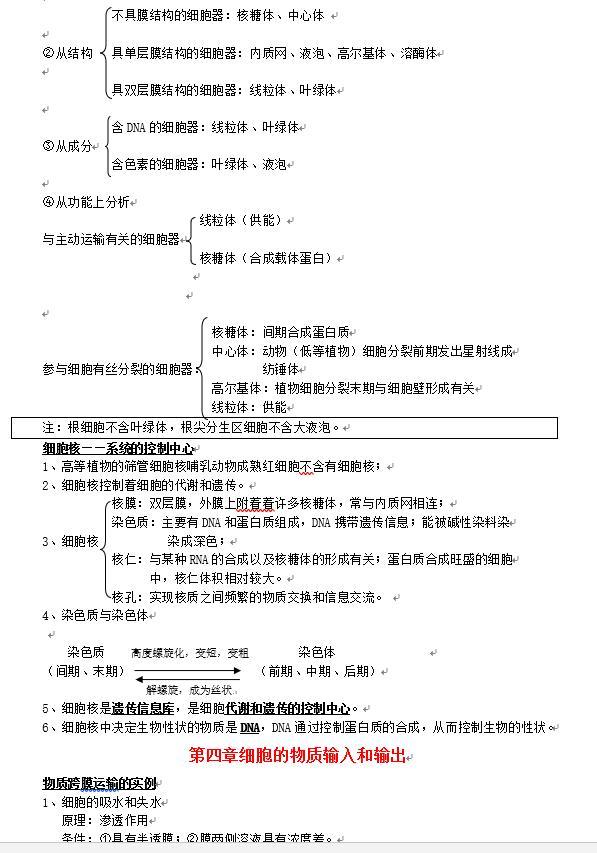 不具膜结构的细胞器：核糖体、中心体
②从结构
具单层膜结构的细胞器：内质网、液泡、高尔基体、溶酶体
具双层膜结构的细胞器：线粒体、叶绿体
含DNA的细胞器：线粒体、叶绿体
③从成分
含色素的细胞器：叶绿体、液泡
④从功能上分析
线粒体（供能）
与主动运输有关的细胞器
核糖体（合成载体蛋白）
核糖体：间期合成蛋白质
中心体：动物（低等植物）细胞分裂前期发出星射线成
纺锤体
参与细胞有丝分裂的细胞器：
高尔基体：植物细胞分裂末期与细胞壁形成有关
线粒体：供能
注：根细胞不含叶绿体，根尖分生区细胞不含大液泡。
细胞核——系统的控制中心
1、高等植物的筛管细胞核哺乳动物成熟红细胞不含有细胞核；
2、细胞核控制着细胞的代谢和遗传。
核膜：双层膜，外膜上附着着许多核糖体，常与内质网相连；
染色质：主要有DNA和蛋白质组成，DNA携带遗传信息；能被碱性染料染
3、细胞核
染成深色；
核仁：与某种RNA的合成以及核糖体的形成有关；蛋白质合成旺盛的细胞
中，核仁体积相对较大。
核孔：实现核质之间频繁的物质交换和信息交流。
4、染色质与染色体
染色质 高度螺旋化，变短，变粗 染色体
（间期、末期） （前期、中期、后期）
解螺旋，成为丝状
5、细胞核是遗传信息库，是细胞代谢和遗传的控制中心。
6、细胞核中决定生物性状的物质是DNA，DNA通过控制蛋白质的合成，从而控制生物的性状。
第四章细胞的物质输入和输出
物质跨膜运输的实例
1、细胞的吸水和失水
原理：渗透作用
条件：①具有半透膜；②膜两侧溶液具有浓度差。